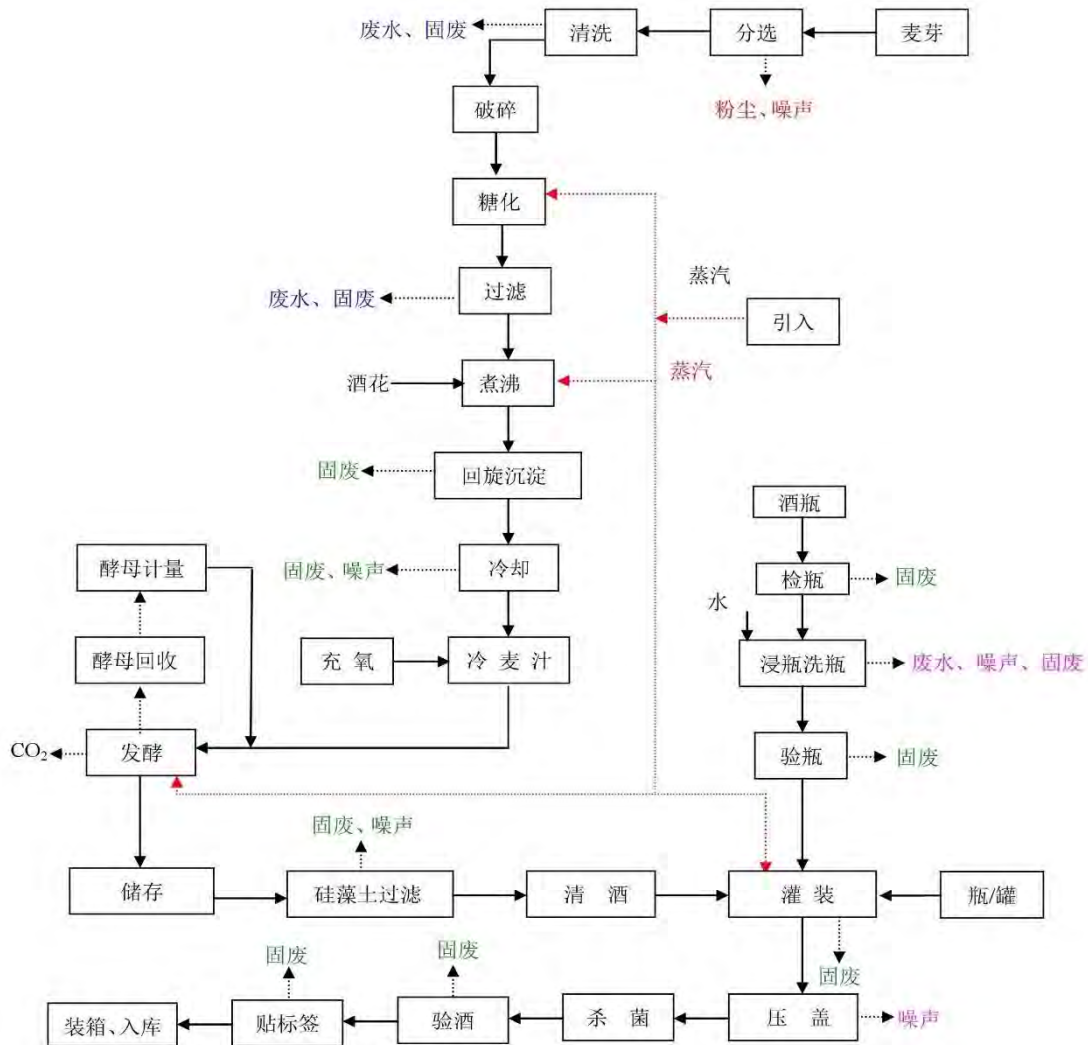 废水、固废
清洗
分选
麦芽
粉尘、噪声
破碎
糖化
蒸汽
废水、固废
过滤
引入
酒花
煮沸
蒸汽
固废
回旋沉淀
酒瓶
酵母计量
固废、噪声
冷却
检瓶
固废
水
酵母回收
充 氧
冷 麦 汁
浸瓶洗瓶
废水、噪声、固废
CO₂
发酵
验瓶
固废
固废、噪声
储存
硅藻土过滤
清 酒
灌 装
瓶/罐
固废
固废
固废
装箱、入库
贴标签
验酒
杀 菌
压 盖
噪声